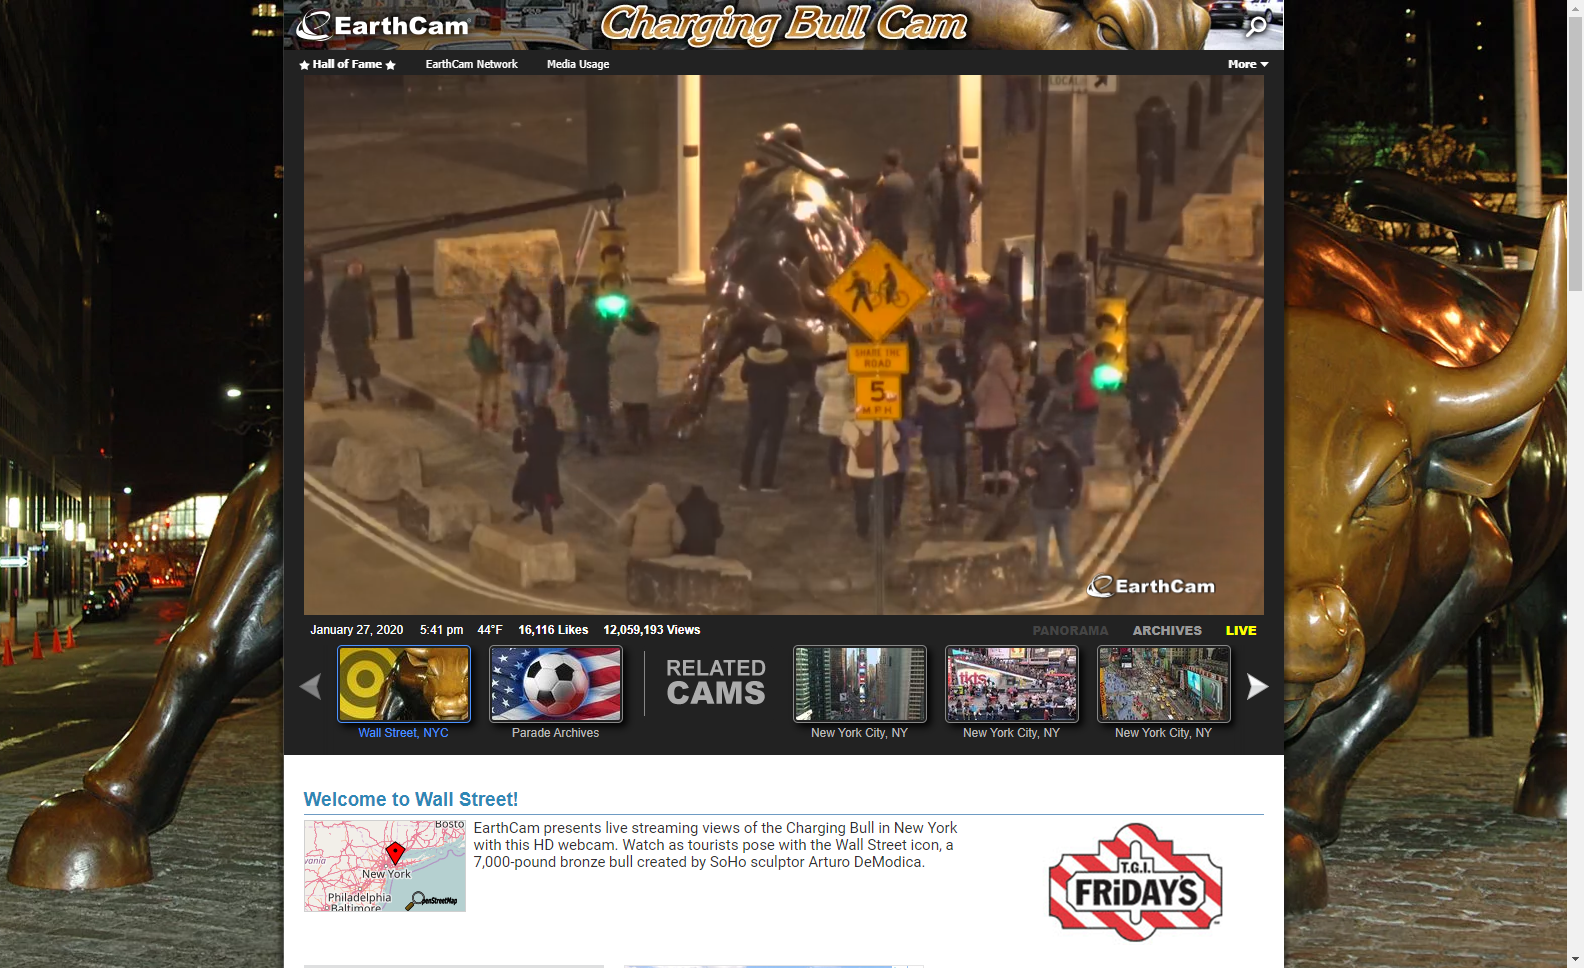 EarthCam
Charging Bull Cam
Hall of Fame
EarthCam Network
Media Usage
More
LOCAL
SHARE THE
ROAD
5
MPH
EarthCam
January 27, 2020 5:41 pm 44°F 16,116 Likes 12,059,193 Views
PANORAMA ARCHIVES LIVE
RELATED
CAMS
tkts
Wall Street, NYC
Parade Archives
New York City, NY
New York City, NY
New York City, NY
Welcome to Wall Street!
Bosto
vania
New York
Philadelphia
Baltimore
OpenStreetMap
EarthCam presents live streaming views of the Charging Bull in New York
with this HD webcam. Watch as tourists pose with the Wall Street icon, a
7,000-pound bronze bull created by SoHo sculptor Arturo DeModica.
T.G.I.
FRiDAY'S